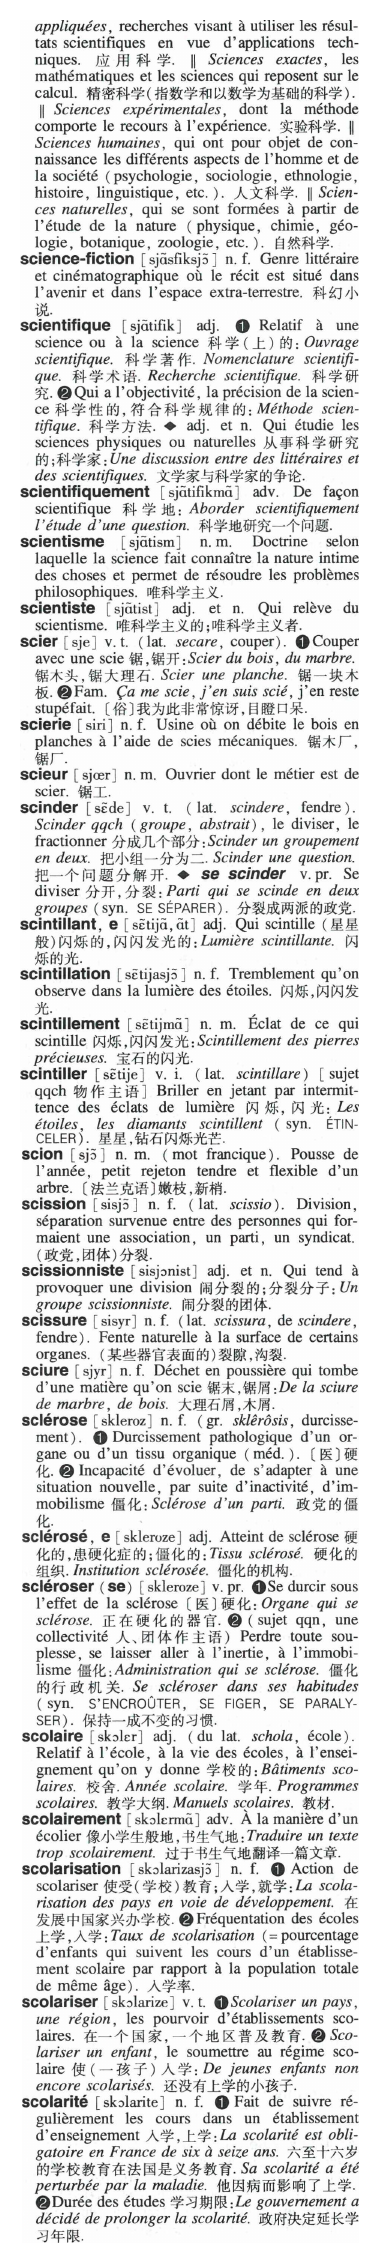 appliquées, recherches visant à utiliser les résul-
tats scientifiques en vue d'applications tech-
niques. 应用科学. ‖ Sciences exactes, les
mathématiques et les sciences qui reposent sur le
calcul. 精密科学(指数学和以数学为基础的科学).
‖ Sciences expérimentales, dont la méthode
comporte le recours à l'expérience. 实验科学. ‖
Sciences humaines, qui ont pour objet de con-
naissance les différents aspects de l'homme et de
la société (psychologie, sociologie, ethnologie,
histoire, linguistique, etc.). 人文科学. ‖ Scien-
ces naturelles, qui se sont formées à partir de
l'étude de la nature (physique, chimie, géo-
logie, botanique, zoologie, etc.). 自然科学.
science-fiction [sjɑ̃sfiksjɔ̃] n. f. Genre littéraire
et cinématographique où le récit est situé dans
l'avenir et dans l'espace extra-terrestre. 科幻小
说.
scientifique [sjɑ̃tifik] adj. ❶ Relatif à une
science ou à la science 科学(上)的: Ouvrage
scientifique. 科学著作. Nomenclature scientifi-
que. 科学术语. Recherche scientifique. 科学研
究. ❷ Qui a l'objectivité, la précision de la scien-
ce 科学性的, 符合科学规律的: Méthode scien-
tifique. 科学方法. ◆ adj. et n. Qui étudie les
sciences physiques ou naturelles 从事科学研究
的;科学家: Une discussion entre des littéraires et
des scientifiques. 文学家与科学家的争论.
scientifiquement [sjɑ̃tifikmɑ̃] adv. De façon
scientifique 科学地: Aborder scientifiquement
l'étude d'une question. 科学地研究一个问题.
scientisme [sjɑ̃tism] n. m. Doctrine selon
laquelle la science fait connaître la nature intime
des choses et permet de résoudre les problèmes
philosophiques. 唯科学主义.
scientiste [sjɑ̃tist] adj. et n. Qui relève du
scientisme. 唯科学主义的;唯科学主义者.
scier [sje] v. t. (lat. secare, couper). ❶ Couper
avec une scie 锯,锯开: Scier du bois, du marbre.
锯木头,锯大理石. Scier une planche. 锯一块木
板. ❷ Fam. Ça me scie, j'en suis scié, j'en reste
stupéfait. 〔俗〕我为此非常惊讶,目瞪口呆.
scierie [siri] n. f. Usine où on débite le bois en
planches à l'aide de scies mécaniques. 锯木厂,
锯厂.
scieur [sjœr] n. m. Ouvrier dont le métier est de
scier. 锯工.
scinder [sɛ̃de] v. t. (lat. scindere, fendre).
Scinder qqch (groupe, abstrait), le diviser, le
fractionner 分成几个部分: Scinder un groupement
en deux. 把小组一分为二. Scinder une question.
把一个问题分解开. ◆ se scinder v. pr. Se
diviser 分开,分裂: Parti qui se scinde en deux
groupes (syn. SE SÉPARER). 分裂成两派的政党.
scintillant, e [sɛ̃tijɑ̃, ɑ̃t] adj. Qui scintille (星星
般)闪烁的,闪闪发光的: Lumière scintillante. 闪
烁的光.
scintillation [sɛ̃tijasjɔ̃] n. f. Tremblement qu'on
observe dans la lumière des étoiles. 闪烁,闪闪发
光.
scintillement [sɛ̃tijmɑ̃] n. m. Éclat de ce qui
scintille 闪烁,闪闪发光: Scintillement des pierres
précieuses. 宝石的闪光.
scintiller [sɛ̃tije] v. i. (lat. scintillare) [sujet
qqch 物作主语] Briller en jetant par intermit-
tence des éclats de lumière 闪烁,闪光: Les
étoiles, les diamants scintillent (syn. ÉTIN-
CELER). 星星,钻石闪烁光芒.
scion [sjɔ̃] n. m. (mot francique). Pousse de
l'année, petit rejeton tendre et flexible d'un
arbre. 〔法兰克语〕嫩枝,新梢.
scission [sisjɔ̃] n. f. (lat. scissio). Division,
séparation survenue entre des personnes qui for-
maient une association, un parti, un syndicat.
(政党,团体)分裂.
scissionniste [sisjɔnist] adj. et n. Qui tend à
provoquer une division 闹分裂的;分裂分子: Un
groupe scissionniste. 闹分裂的团体.
scissure [sisyr] n. f. (lat. scissura, de scindere,
fendre). Fente naturelle à la surface de certains
organes. (某些器官表面的)裂隙,沟裂.
sciure [sjyr] n. f. Déchet en poussière qui tombe
d'une matière qu'on scie 锯末,锯屑: De la sciure
de marbre, de bois. 大理石屑,木屑.
sclérose [skleroz] n. f. (gr. sklêrôsis, durcisse-
ment). ❶ Durcissement pathologique d'un or-
gane ou d'un tissu organique (méd.). 〔医〕硬
化. ❷ Incapacité d'évoluer, de s'adapter à une
situation nouvelle, par suite d'inactivité, d'im-
mobilisme 僵化: Sclérose d'un parti. 政党的僵
化.
sclérosé, e [skleroze] adj. Atteint de sclérose 硬
化的,患硬化症的;僵化的: Tissu sclérosé. 硬化的
组织. Institution sclérosée. 僵化的机构.
scléroser (se) [skleroze] v. pr. ❶ Se durcir sous
l'effet de la sclérose 〔医〕硬化: Organe qui se
sclérose. 正在硬化的器官. ❷ (sujet qqn, une
collectivité 人、团体作主语) Perdre toute sou-
plesse, se laisser aller à l'inertie, à l'immobi-
lisme 僵化: Administration qui se sclérose. 僵化
的行政机关. Se scléroser dans ses habitudes
(syn. S'ENCROÛTER, SE FIGER, SE PARALY-
SER). 保持一成不变的习惯.
scolaire [skɔlɛr] adj. (du lat. schola, école).
Relatif à l'école, à la vie des écoles, à l'ensei-
gnement qu'on y donne 学校的: Bâtiments sco-
laires. 校舍. Année scolaire. 学年. Programmes
scolaires. 教学大纲. Manuels scolaires. 教材.
scolairement [skɔlɛrmɑ̃] adv. À la manière d'un
écolier 像小学生般地,书生气地: Traduire un texte
trop scolairement. 过于书生气地翻译一篇文章.
scolarisation [skɔlarizasjɔ̃] n. f. ❶ Action de
scolariser 使受(学校)教育;入学,就学: La scola-
risation des pays en voie de développement. 在
发展中国家兴办学校. ❷ Fréquentation des écoles
上学,入学: Taux de scolarisation (= pourcentage
d'enfants qui suivent les cours d'un établisse-
ment scolaire par rapport à la population totale
de même âge). 入学率.
scolariser [skɔlarize] v. t. ❶ Scolariser un pays,
une région, les pourvoir d'établissements sco-
laires. 在一个国家,一个地区普及教育. ❷ Sco-
lariser un enfant, le soumettre au régime sco-
laire 使(一孩子)入学: De jeunes enfants non
encore scolarisés. 还没有上学的小孩子.
scolarité [skɔlarite] n. f. ❶ Fait de suivre ré-
gulièrement les cours dans un établissement
d'enseignement 入学,上学: La scolarité est obli-
gatoire en France de six à seize ans. 六至十六岁
的学校教育在法国是义务教育. Sa scolarité a été
perturbée par la maladie. 他因病而影响了上学.
❷ Durée des études 学习期限: Le gouvernement a
décidé de prolonger la scolarité. 政府决定延长学
习年限.